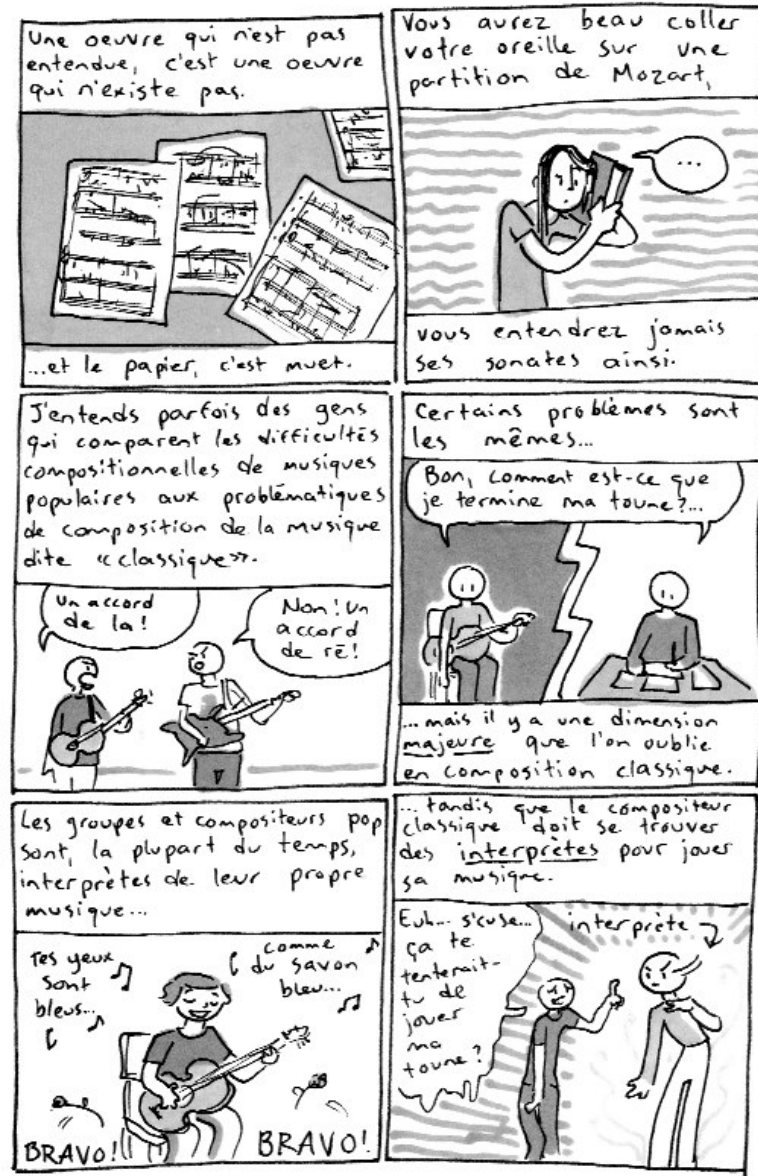 Une oeuvre qui n'est pas
entendue, c'est une oeuvre
qui n'existe pas.
...et le papier, c'est muet.
Vous aurez beau coller
votre oreille sur une
partition de Mozart,
...
vous entendrez jamais
ses sonates ainsi.
J'entends parfois des gens
qui comparent les difficultés
compositionnelles de musiques
populaires aux problématiques
de composition de la musique
dite «classique».
Un accord
de la!
Non! Un
accord
de ré!
Certains problèmes sont
les mêmes...
Bon, comment est-ce que
je termine ma toune?...
...mais il y a une dimension
majeure que l'on oublie
en composition classique.
Les groupes et compositeurs pop
sont, la plupart du temps,
interprètes de leur propre
musique...
Tes yeux
sont
bleus...
comme
du savon
bleu...
BRAVO!
BRAVO!
...tandis que le compositeur
classique doit se trouver
des interprètes pour jouer
sa musique.
Euh... s'cuse...
ça te
tenterait-
tu de
jouer
ma
toune?
interprète